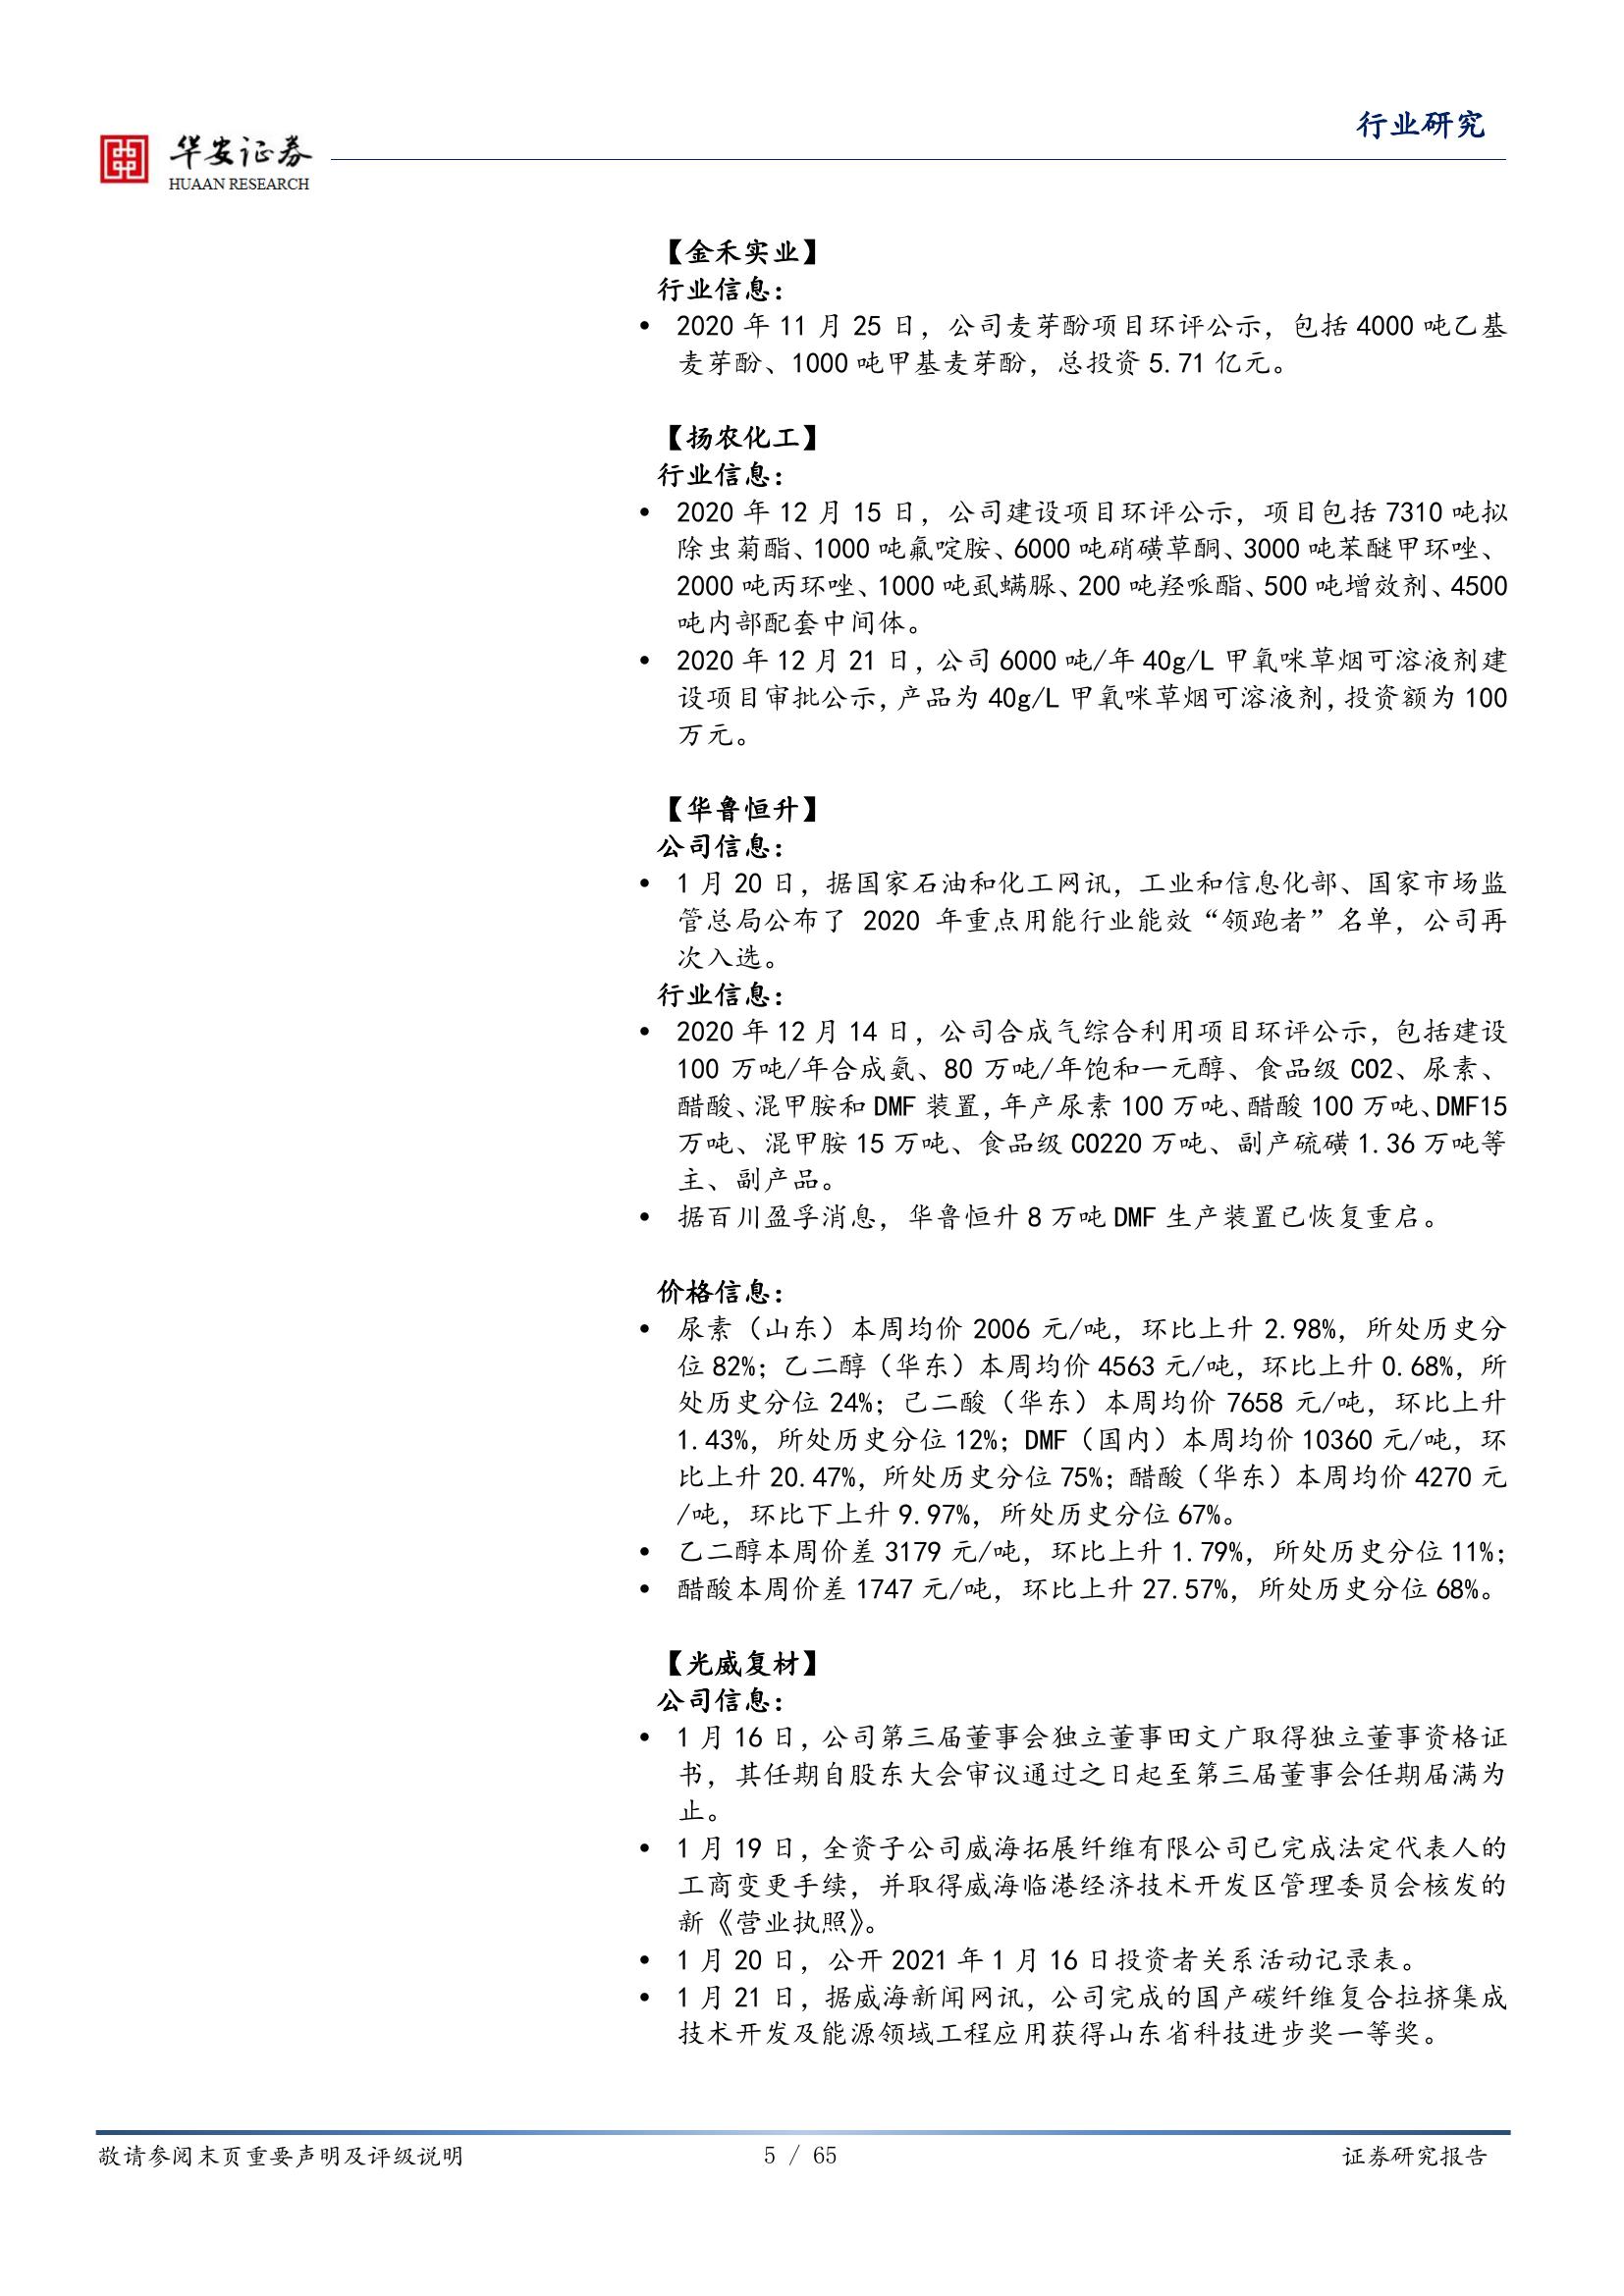 行业研究
华安证券
HUAAN RESEARCH
【金禾实业】
行业信息：
• 2020 年 11 月 25 日，公司麦芽酚项目环评公示，包括 4000 吨乙基
麦芽酚、1000 吨甲基麦芽酚，总投资 5.71 亿元。
【扬农化工】
行业信息：
• 2020 年 12 月 15 日，公司建设项目环评公示，项目包括 7310 吨拟
除虫菊酯、1000 吨氟啶胺、6000 吨硝磺草酮、3000 吨苯醚甲环唑、
2000 吨丙环唑、1000 吨虱螨脲、200 吨羟哌酯、500 吨增效剂、4500
吨内部配套中间体。
• 2020 年 12 月 21 日，公司 6000 吨/年 40g/L 甲氧咪草烟可溶液剂建
设项目审批公示，产品为 40g/L 甲氧咪草烟可溶液剂，投资额为 100
万元。
【华鲁恒升】
公司信息：
• 1 月 20 日，据国家石油和化工网讯，工业和信息化部、国家市场监
管总局公布了 2020 年重点用能行业能效“领跑者”名单，公司再
次入选。
行业信息：
• 2020 年 12 月 14 日，公司合成气综合利用项目环评公示，包括建设
100 万吨/年合成氨、80 万吨/年饱和一元醇、食品级 CO2、尿素、
醋酸、混甲胺和 DMF 装置，年产尿素 100 万吨、醋酸 100 万吨、DMF15
万吨、混甲胺 15 万吨、食品级 CO220 万吨、副产硫磺 1.36 万吨等
主、副产品。
• 据百川盈孚消息，华鲁恒升 8 万吨 DMF 生产装置已恢复重启。
价格信息：
• 尿素（山东）本周均价 2006 元/吨，环比上升 2.98%，所处历史分
位 82%；乙二醇（华东）本周均价 4563 元/吨，环比上升 0.68%，所
处历史分位 24%；己二酸（华东）本周均价 7658 元/吨，环比上升
1.43%，所处历史分位 12%；DMF（国内）本周均价 10360 元/吨，环
比上升 20.47%，所处历史分位 75%；醋酸（华东）本周均价 4270 元
/吨，环比下上升 9.97%，所处历史分位 67%。
• 乙二醇本周价差 3179 元/吨，环比上升 1.79%，所处历史分位 11%；
• 醋酸本周价差 1747 元/吨，环比上升 27.57%，所处历史分位 68%。
【光威复材】
公司信息：
• 1 月 16 日，公司第三届董事会独立董事田文广取得独立董事资格证
书，其任期自股东大会审议通过之日起至第三届董事会任期届满为
止。
• 1 月 19 日，全资子公司威海拓展纤维有限公司已完成法定代表人的
工商变更手续，并取得威海临港经济技术开发区管理委员会核发的
新《营业执照》。
• 1 月 20 日，公开 2021 年 1 月 16 日投资者关系活动记录表。
• 1 月 21 日，据威海新闻网讯，公司完成的国产碳纤维复合拉挤集成
技术开发及能源领域工程应用获得山东省科技进步奖一等奖。
敬请参阅末页重要声明及评级说明
5 / 65
证券研究报告